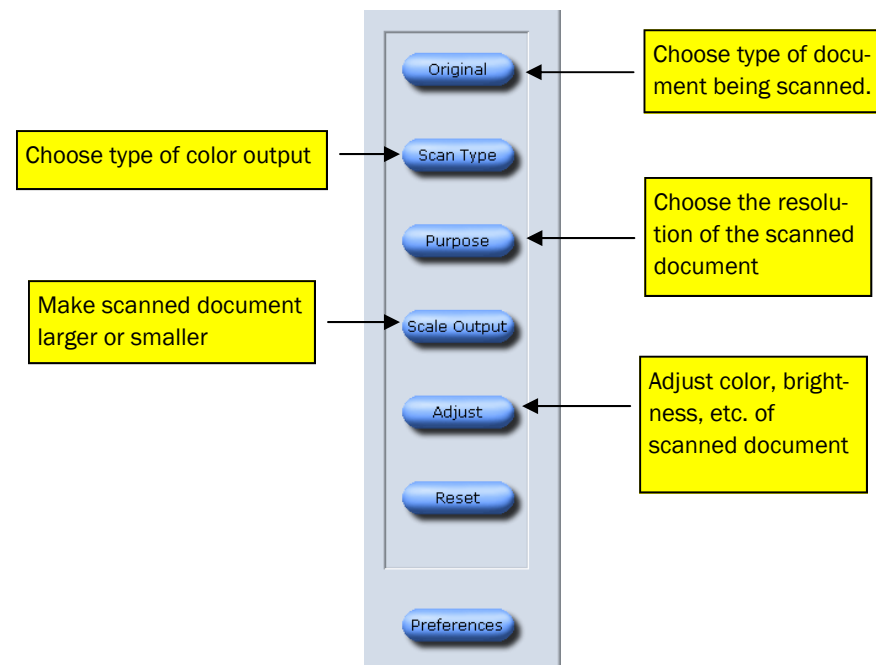 Original
Choose type of docu-
ment being scanned.
Choose type of color output
Scan Type
Purpose
Choose the resolu-
tion of the scanned
document
Make scanned document
larger or smaller
Scale Output
Adjust
Adjust color, bright-
ness, etc. of
scanned document
Reset
Preferences